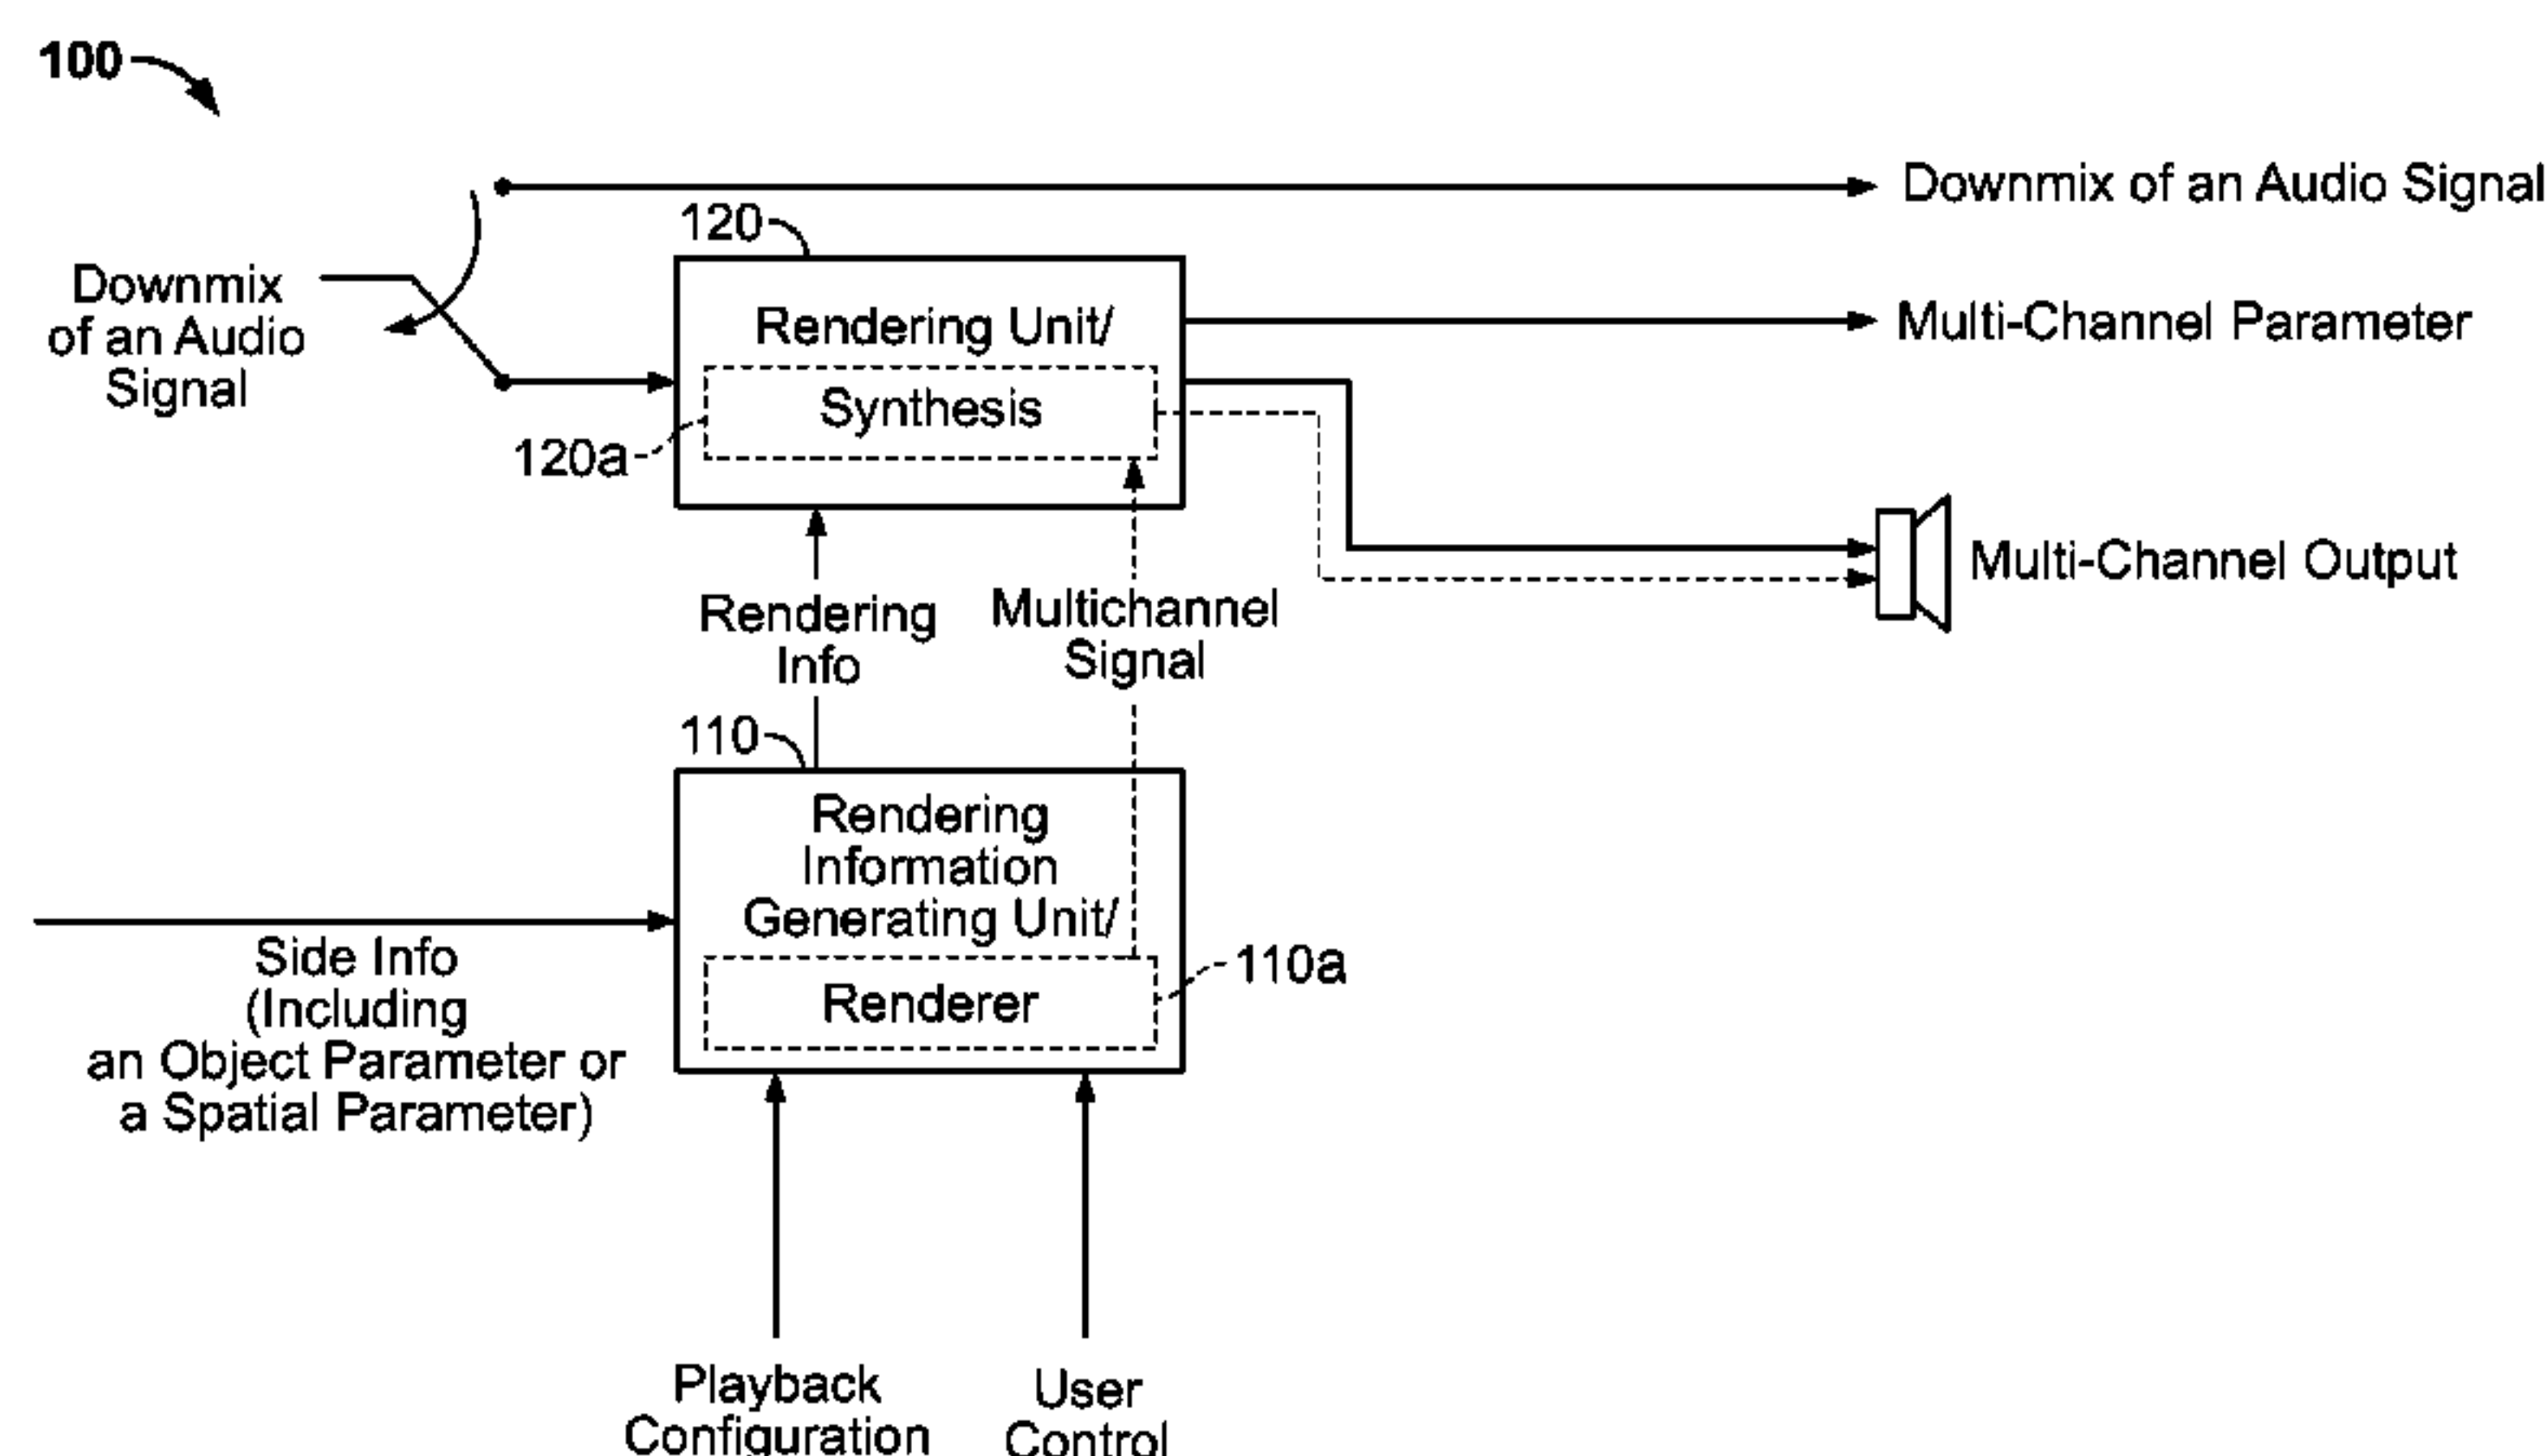 100
Downmix of an Audio Signal
120
Downmix
of an Audio
Signal
Rendering Unit/
Multi-Channel Parameter
Synthesis
120a
Multi-Channel Output
Rendering
Info
Multichannel
Signal
110
Rendering
Information
Generating Unit/
Side Info
(Including
an Object Parameter or
a Spatial Parameter)
Renderer
110a
Playback
Configuration
User
Control